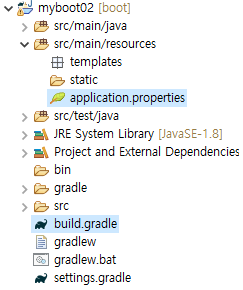 myboot02 [boot]
src/main/java
src/main/resources
templates
static
application.properties
src/test/java
JRE System Library [JavaSE-1.8]
Project and External Dependencies
bin
gradle
src
build.gradle
gradlew
gradlew.bat
settings.gradle